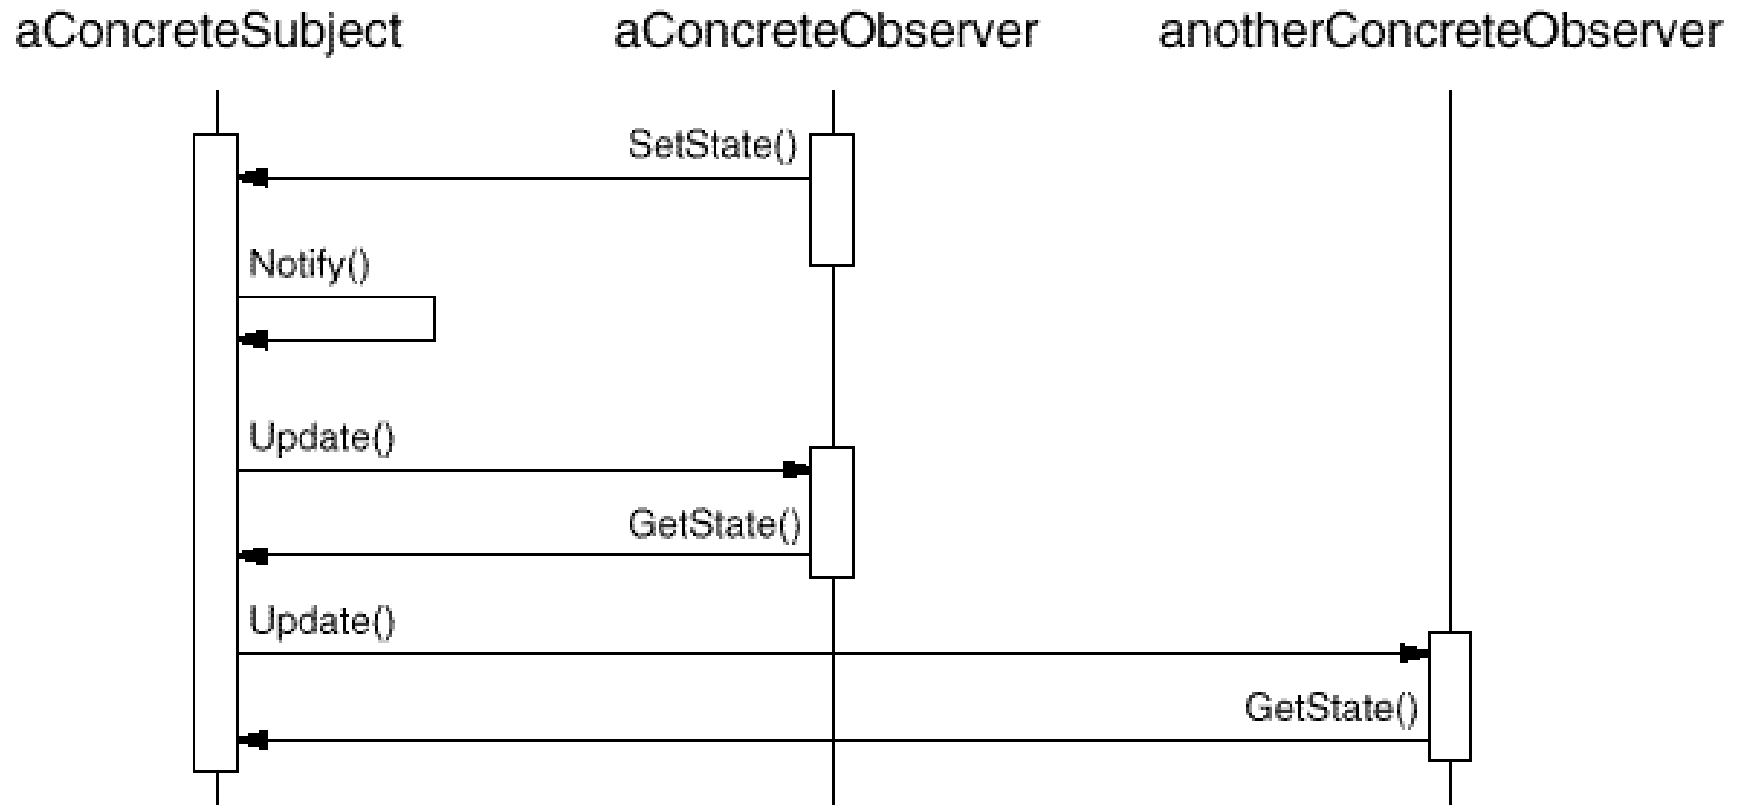 aConcreteSubject
aConcreteObserver
anotherConcreteObserver
SetState()
Notify()
Update()
GetState()
Update()
GetState()